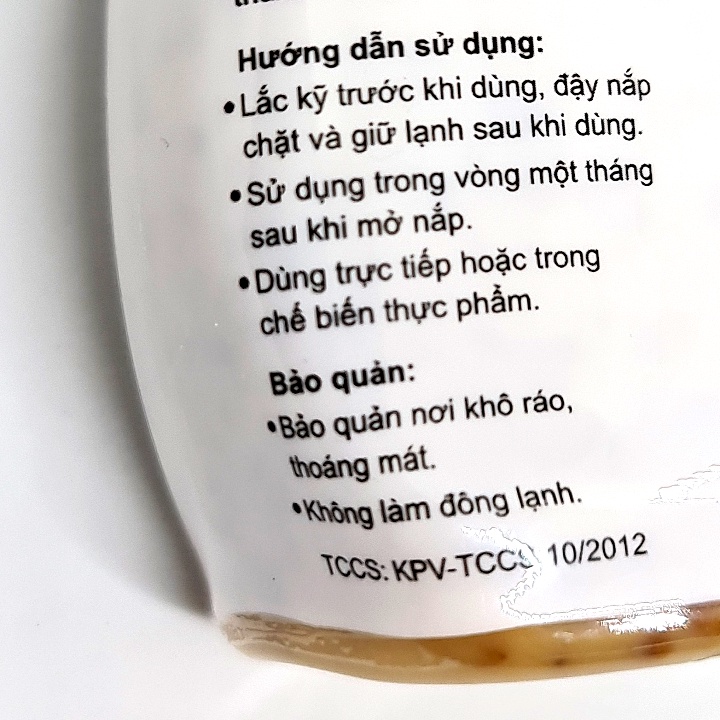 Hướng dẫn sử dụng:
•Lắc kỹ trước khi dùng, đậy nắp
chặt và giữ lạnh sau khi dùng.
•Sử dụng trong vòng một tháng
sau khi mở nắp.
•Dùng trực tiếp hoặc trong
chế biến thực phẩm.
Bảo quản:
•Bảo quản nơi khô ráo,
thoáng mát.
•Không làm đông lạnh.
TCCS: KPV-TCCS 10/2012